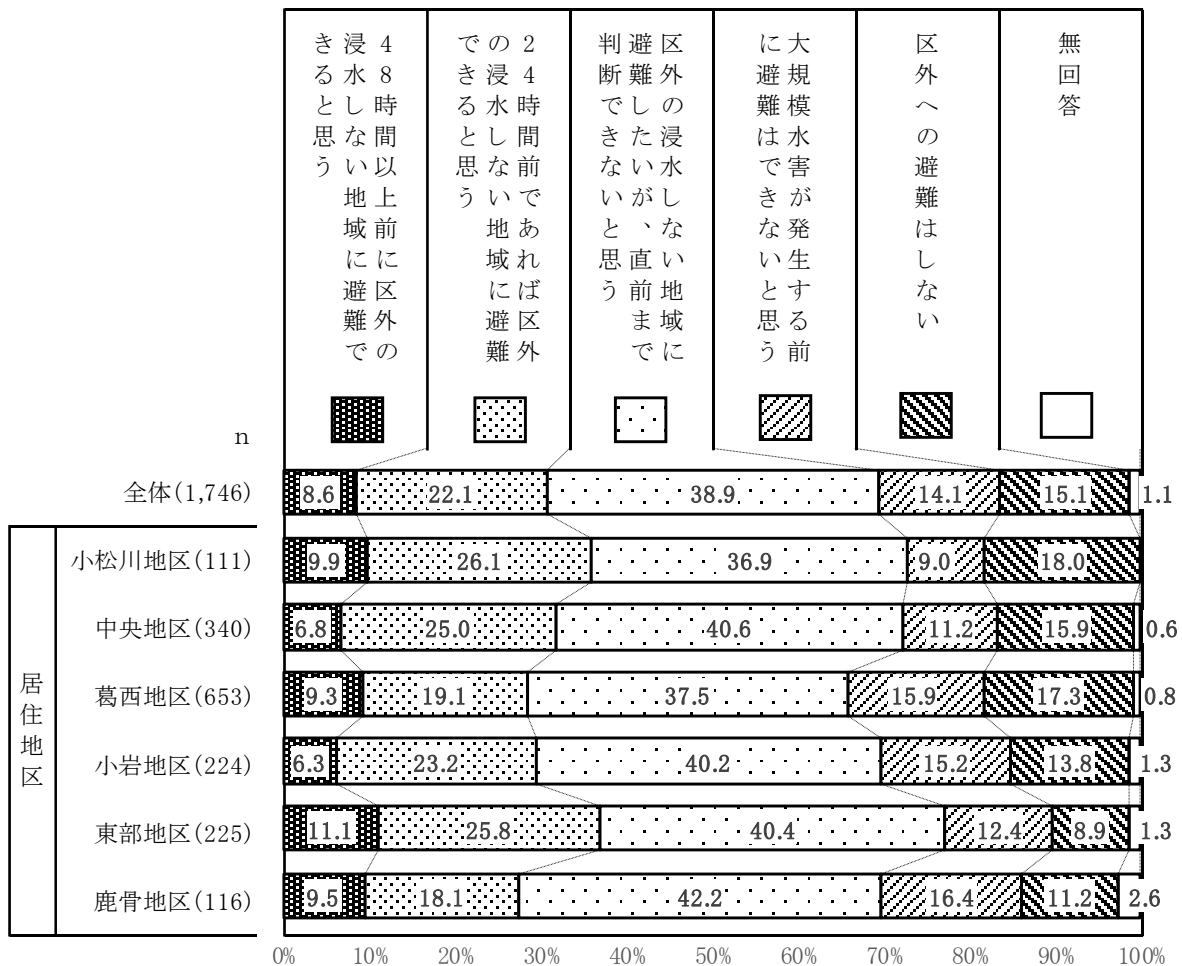 ４８時間以上前に区外の
浸水しない地域に避難で
きると思う
２４時間前であれば区外
の浸水しない地域に避難
できると思う
区外の浸水しない地域に
避難したいが、直前まで
判断できないと思う
大規模水害が発生する前
に避難はできないと思う
区外への避難はしない
無回答
n
全体(1,746) 8.6 22.1 38.9 14.1 15.1 1.1
居住地区
小松川地区(111) 9.9 26.1 36.9 9.0 18.0
中央地区(340) 6.8 25.0 40.6 11.2 15.9 0.6
葛西地区(653) 9.3 19.1 37.5 15.9 17.3 0.8
小岩地区(224) 6.3 23.2 40.2 15.2 13.8 1.3
東部地区(225) 11.1 25.8 40.4 12.4 8.9 1.3
鹿骨地区(116) 9.5 18.1 42.2 16.4 11.2 2.6
0% 10% 20% 30% 40% 50% 60% 70% 80% 90% 100%